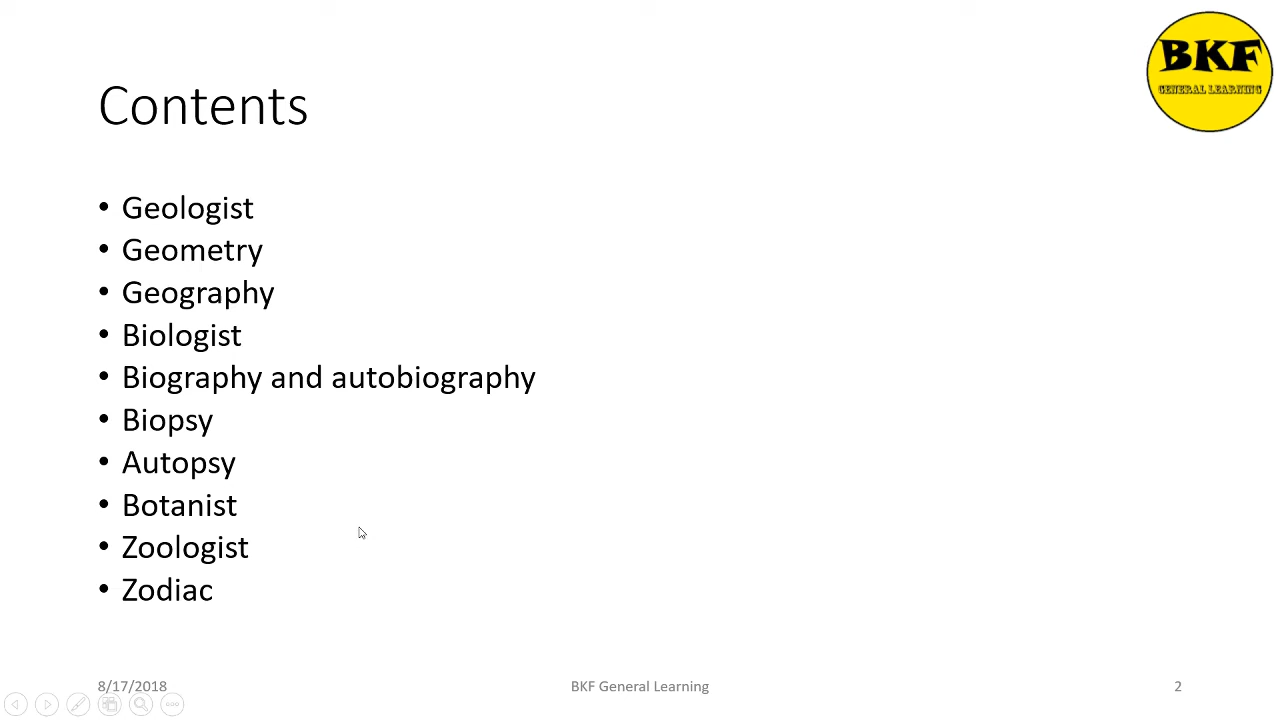 BKF
GENERAL LEARNING
Contents
• Geologist
• Geometry
• Geography
• Biologist
• Biography and autobiography
• Biopsy
• Autopsy
• Botanist
• Zoologist
• Zodiac
8/17/2018
BKF General Learning
2